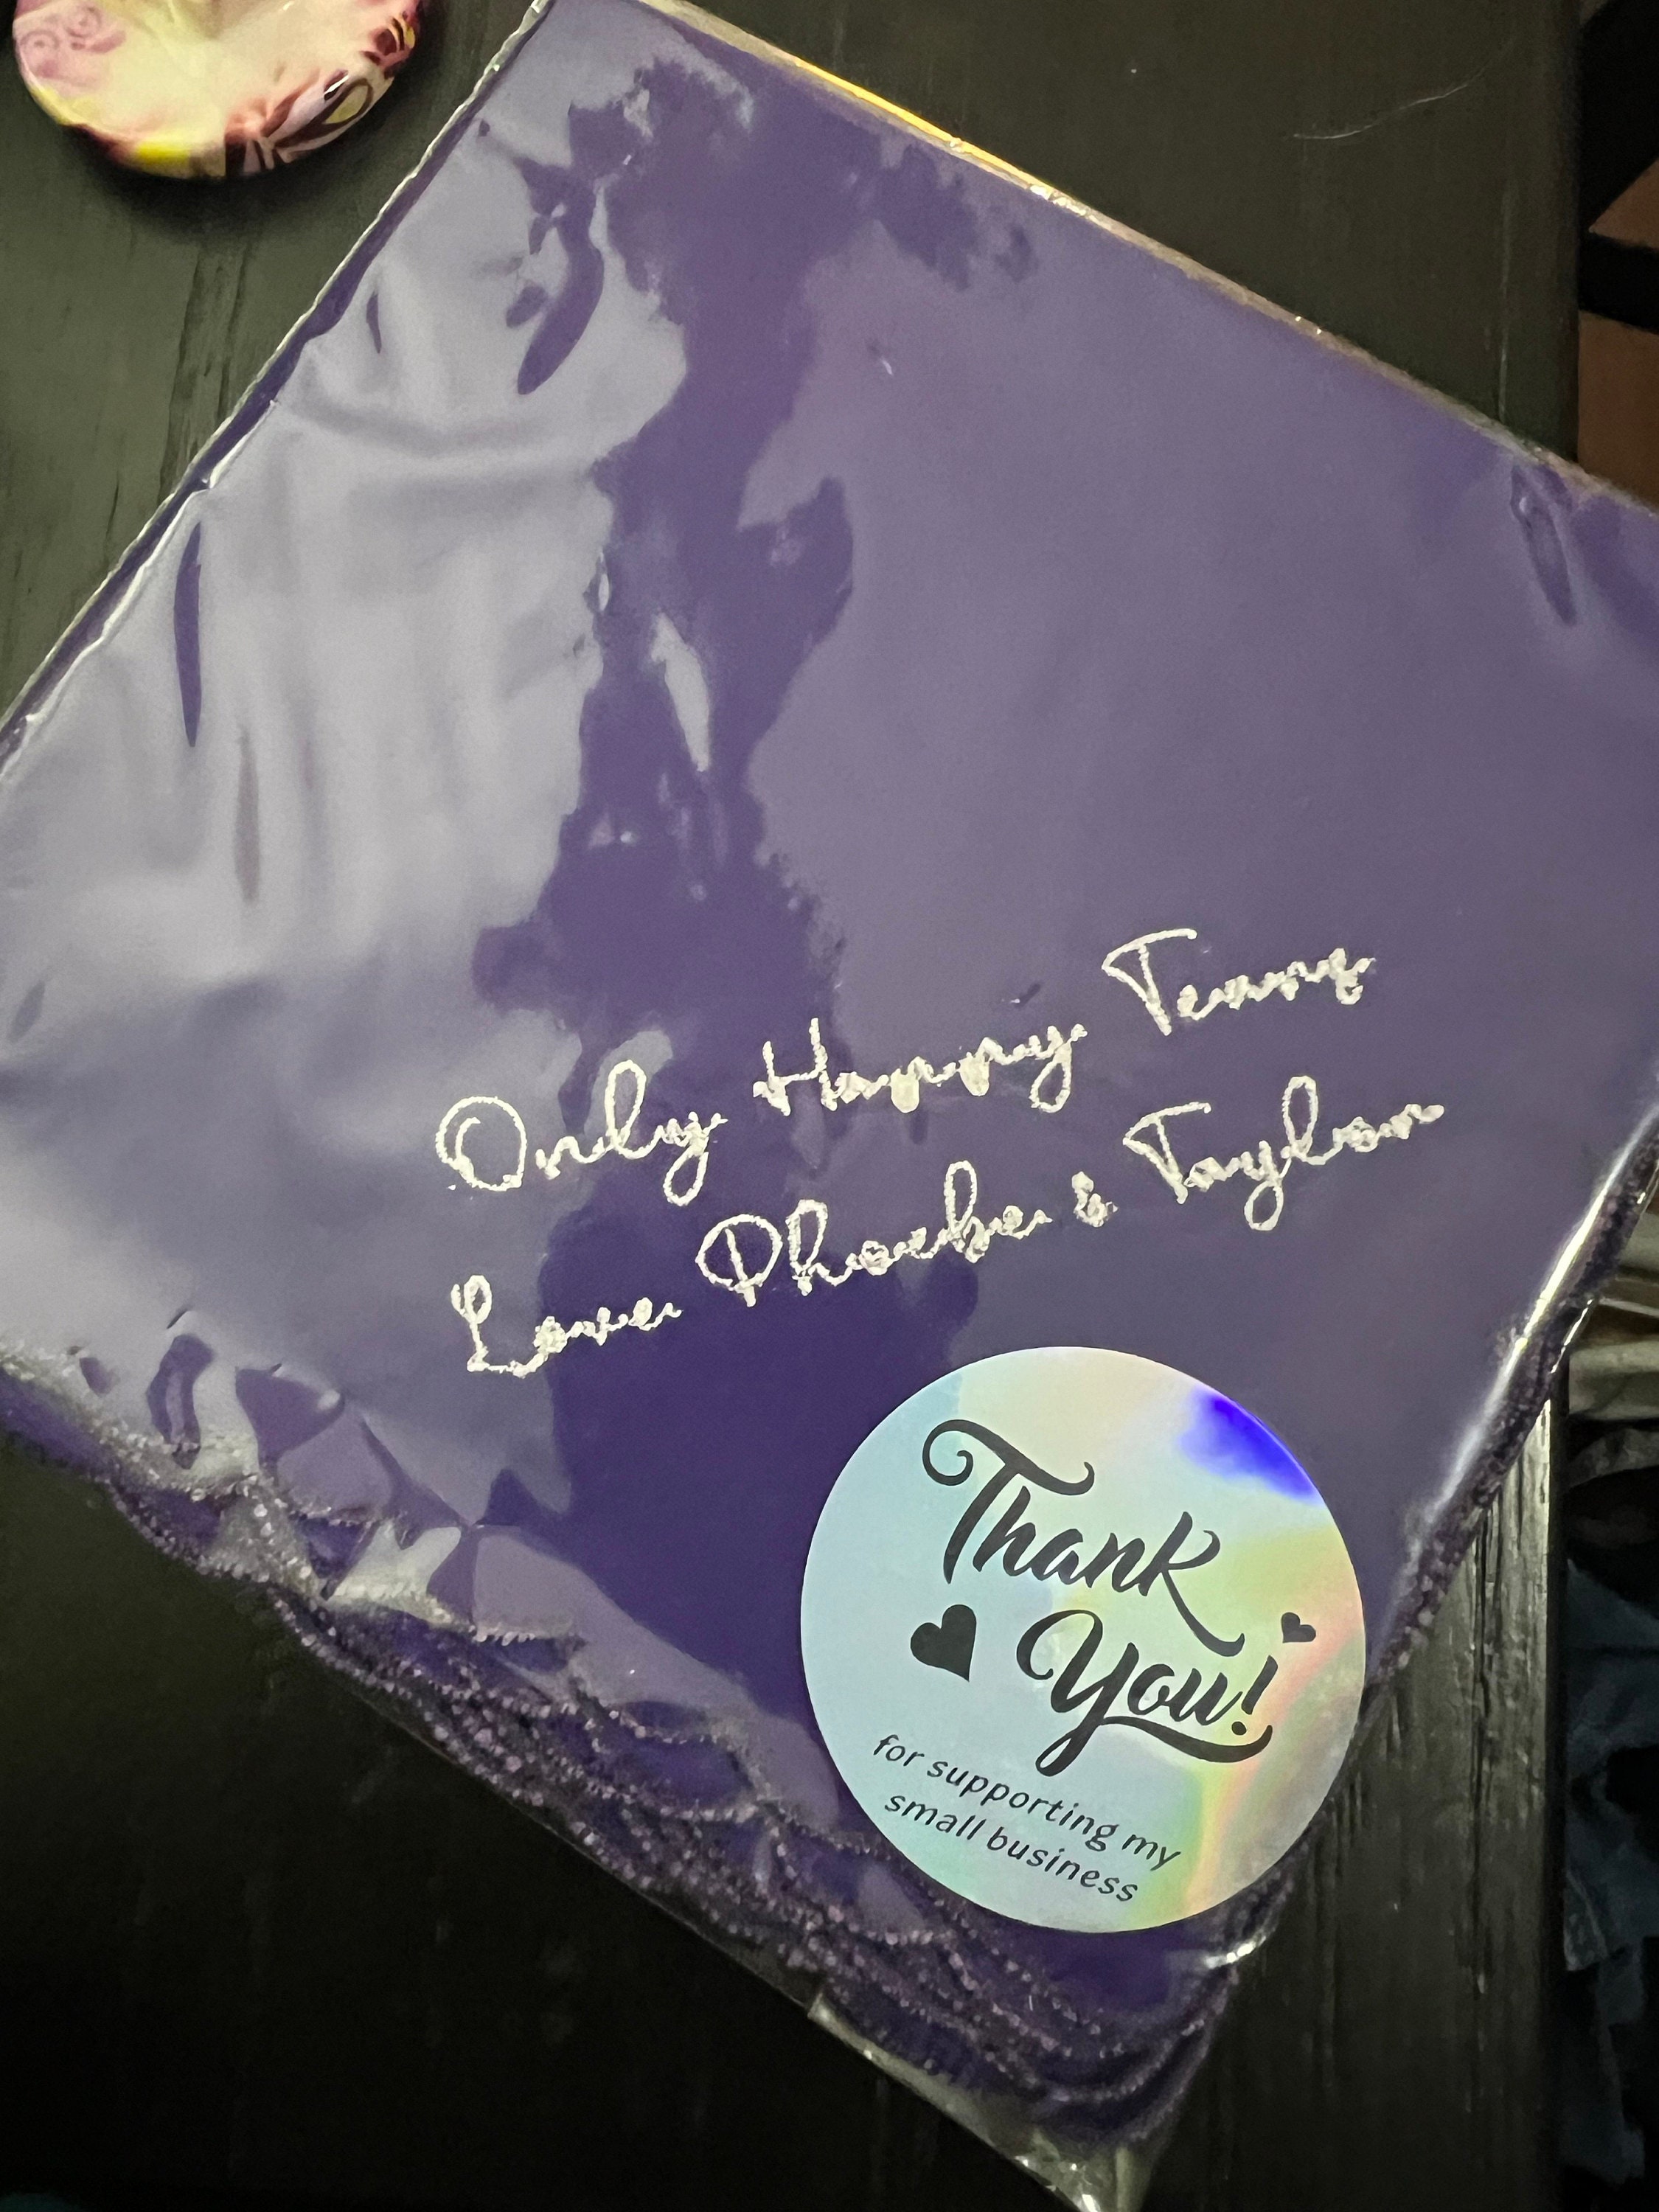 Only Happy Tears
Love Phoebe & Taylor
Thank
You!
for supporting my
small business